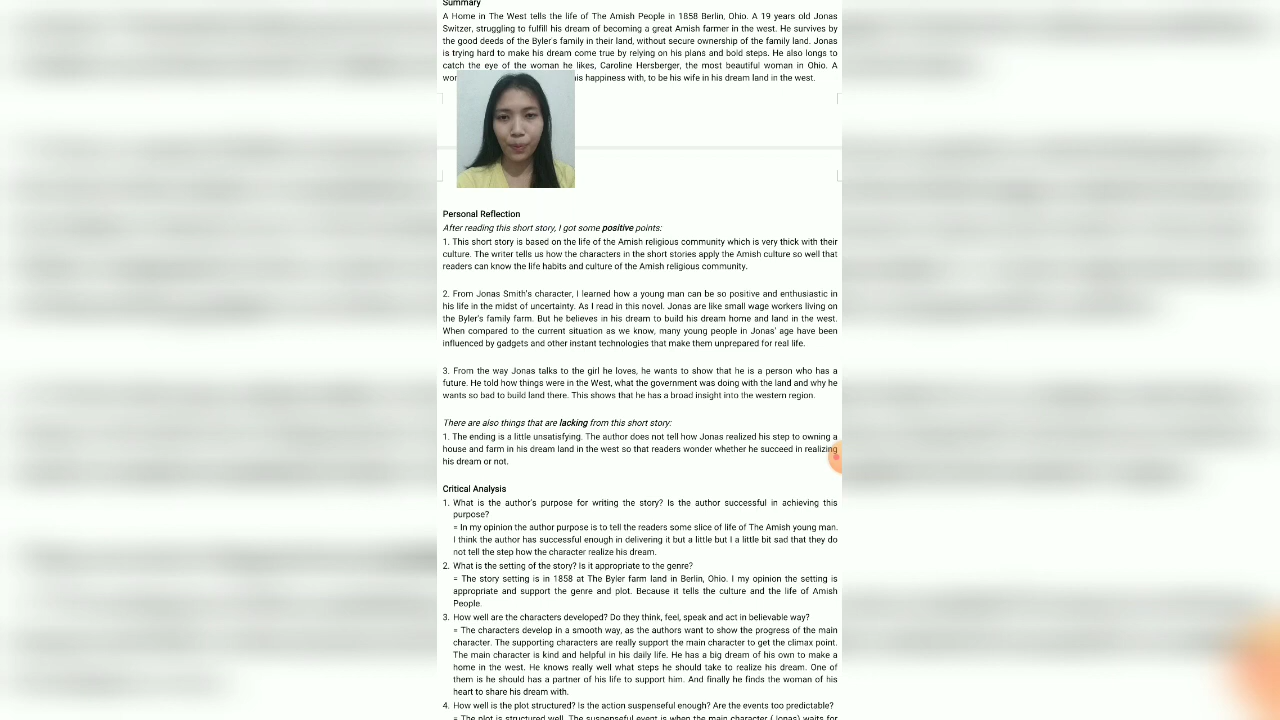 Summary
A Home in The West tells the life of The Amish People in 1858 Berlin, Ohio. A 19 years old Jonas
Switzer, struggling to fulfill his dream of becoming a great Amish farmer in the west. He survives by
the good deeds of the Byler's family in their land, without secure ownership of the family land. Jonas
is trying hard to make his dream come true by relying on his plans and bold steps. He also longs to
catch the eye of the woman he likes, Caroline Hersberger, the most beautiful woman in Ohio. A
his happiness with, to be his wife in his dream land in the west.
Personal Reflection
After reading this short story, I got some positive points:
1. This short story is based on the life of the Amish religious community which is very thick with their
culture. The writer tells us how the characters in the short stories apply the Amish culture so well that
readers can know the life habits and culture of the Amish religious community.
2. From Jonas Smith's character, I learned how a young man can be so positive and enthusiastic in
his life in the midst of uncertainty. As I read in this novel. Jonas are like small wage workers living on
the Byler's family farm. But he believes in his dream to build his dream home and land in the west.
When compared to the current situation as we know, many young people in Jonas' age have been
influenced by gadgets and other instant technologies that make them unprepared for real life.
3. From the way Jonas talks to the girl he loves, he wants to show that he is a person who has a
future. He told how things were in the West, what the government was doing with the land and why he
wants so bad to build land there. This shows that he has a broad insight into the western region.
There are also things that are lacking from this short story:
1. The ending is a little unsatisfying. The author does not tell how Jonas realized his step to owning a
house and farm in his dream land in the west so that readers wonder whether he succeed in realizing
his dream or not.
Critical Analysis
1. What is the author's purpose for writing the story? Is the author successful in achieving this
purpose?
= In my opinion the author purpose is to tell the readers some slice of life of The Amish young man.
I think the author has successful enough in delivering it but a little but I a little bit sad that they do
not tell the step how the character realize his dream.
2. What is the setting of the story? Is it appropriate to the genre?
= The story setting is in 1858 at The Byler farm land in Berlin, Ohio. I my opinion the setting is
appropriate and support the genre and plot. Because it tells the culture and the life of Amish
People.
3. How well are the characters developed? Do they think, feel, speak and act in believable way?
= The characters develop in a smooth way, as the authors want to show the progress of the main
character. The supporting characters are really support the main character to get the climax point.
The main character is kind and helpful in his daily life. He has a big dream of his own to make a
home in the west. He knows really well what steps he should take to realize his dream. One of
them is he should has a partner of his life to support him. And finally he finds the woman of his
heart to share his dream with.
4. How well is the plot structured? Is the action suspenseful enough? Are the events too predictable?
= The plot is structured well. The suspenseful event is when the main character (Jonas) waits for